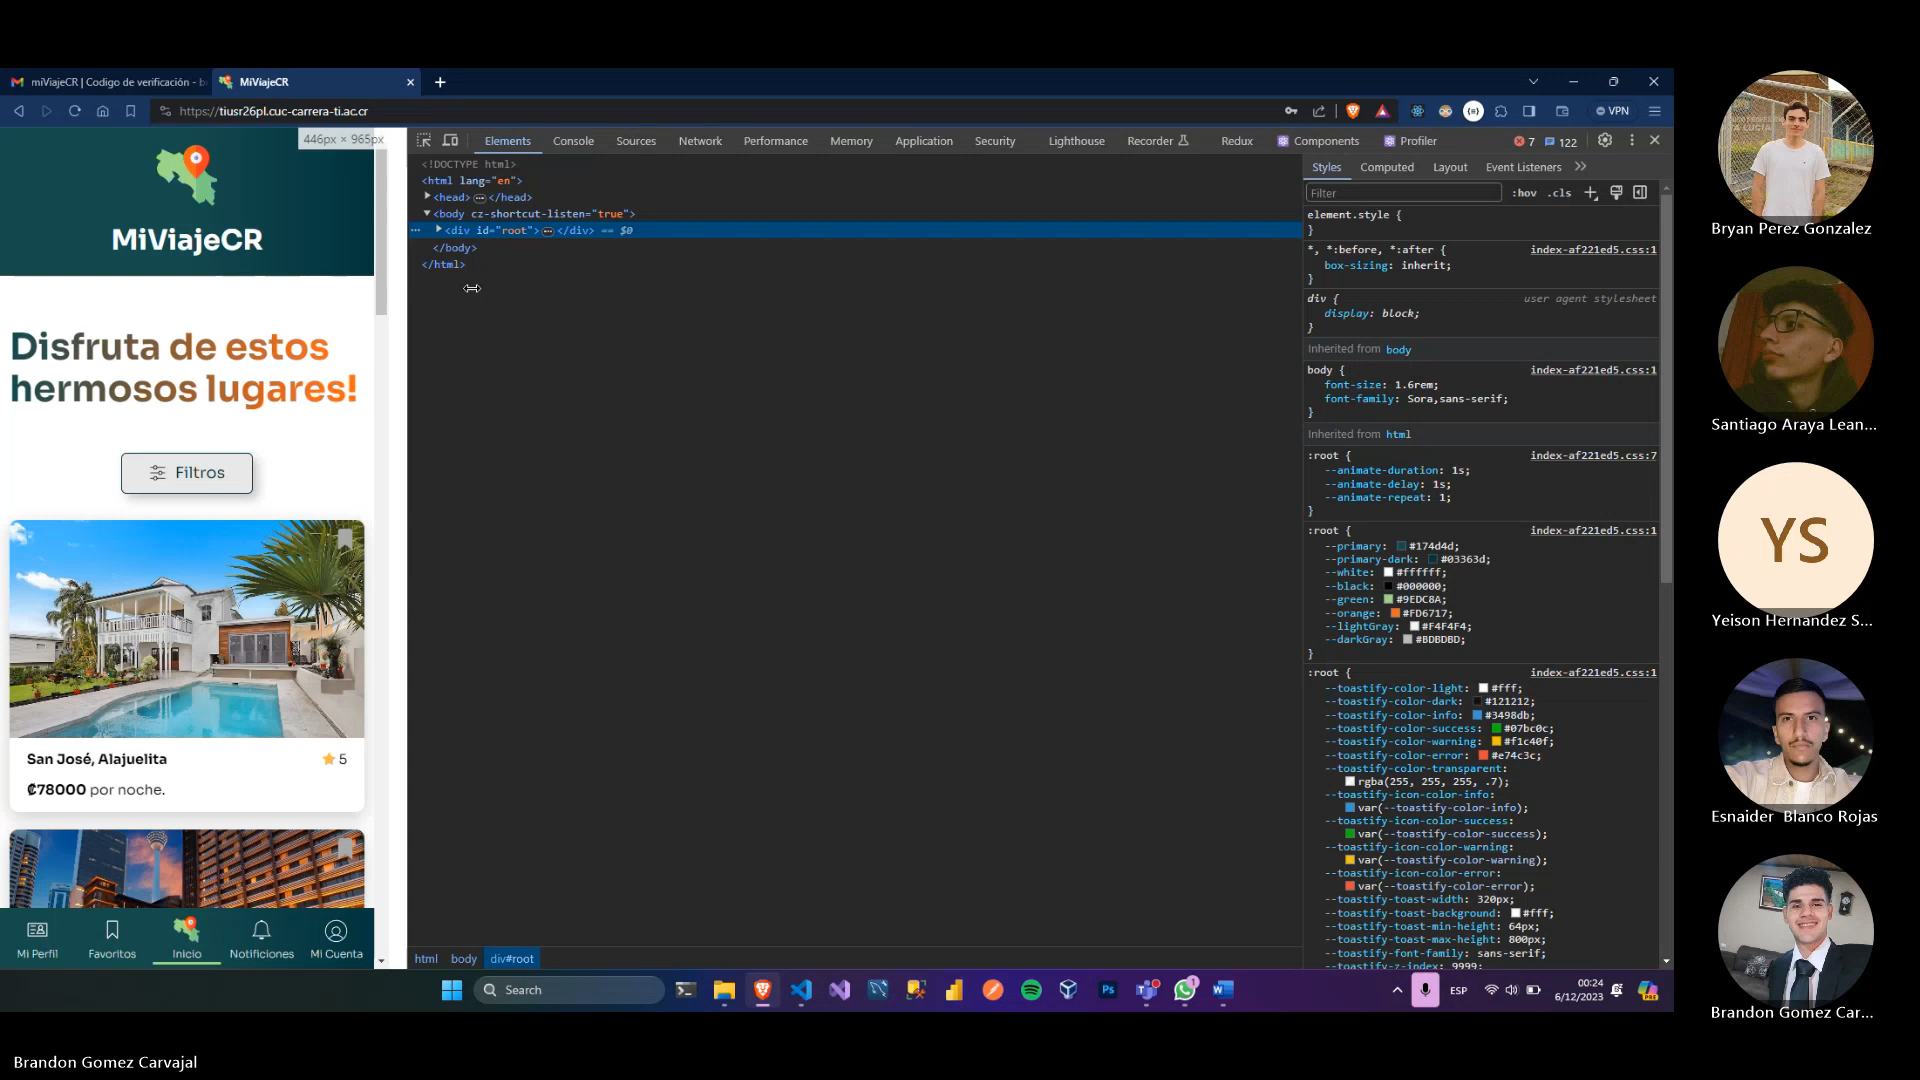 miViajeCR | Codigo de verificación - b
MiViajeCR
https://tiusr26pl.cuc-carrera-ti.ac.cr
VPN
446px × 965px
MiViajeCR
Disfruta de estos
hermosos lugares!
Filtros
San José, Alajuelita
5
₡78000 por noche.
Mi Perfil
Favoritos
Inicio
Notificiones
Mi Cuenta
Elements
Console
Sources
Network
Performance
Memory
Application
Security
Lighthouse
Recorder
Redux
Components
Profiler
7
122
<!DOCTYPE html>
<html lang="en">
<head> </head>
<body cz-shortcut-listen="true">
<div id="root"> </div> == $0
</body>
</html>
html
body
div#root
Styles
Computed
Layout
Event Listeners
Filter
:hov
.cls
element.style {
}
*, *:before, *:after {
index-af221ed5.css:1
box-sizing: inherit;
}
div {
user agent stylesheet
display: block;
}
Inherited from body
body {
index-af221ed5.css:1
font-size: 1.6rem;
font-family: Sora,sans-serif;
}
Inherited from html
:root {
index-af221ed5.css:7
--animate-duration: 1s;
--animate-delay: 1s;
--animate-repeat: 1;
}
:root {
index-af221ed5.css:1
--primary: #174d4d;
--primary-dark: #03363d;
--white: #ffffff;
--black: #000000;
--green: #9EDC8A;
--orange: #FD6717;
--lightGray: #F4F4F4;
--darkGray: #BDBDBD;
}
:root {
index-af221ed5.css:1
--toastify-color-light: #fff;
--toastify-color-dark: #121212;
--toastify-color-info: #3498db;
--toastify-color-success: #07bc0c;
--toastify-color-warning: #f1c40f;
--toastify-color-error: #e74c3c;
--toastify-color-transparent:
rgba(255, 255, 255, .7);
--toastify-icon-color-info:
var(--toastify-color-info);
--toastify-icon-color-success:
var(--toastify-color-success);
--toastify-icon-color-warning:
var(--toastify-color-warning);
--toastify-icon-color-error:
var(--toastify-color-error);
--toastify-toast-width: 320px;
--toastify-toast-background: #fff;
--toastify-toast-min-height: 64px;
--toastify-toast-max-height: 800px;
--toastify-font-family: sans-serif;
--toastify-z-index: 9999;
Search
Ps
1
ESP
00:24
6/12/2023
PRE
Bryan Perez Gonzalez
Santiago Araya Lean...
YS
Yeison Hernandez S...
Esnaider Blanco Rojas
Brandon Gomez Car...
Brandon Gomez Carvajal